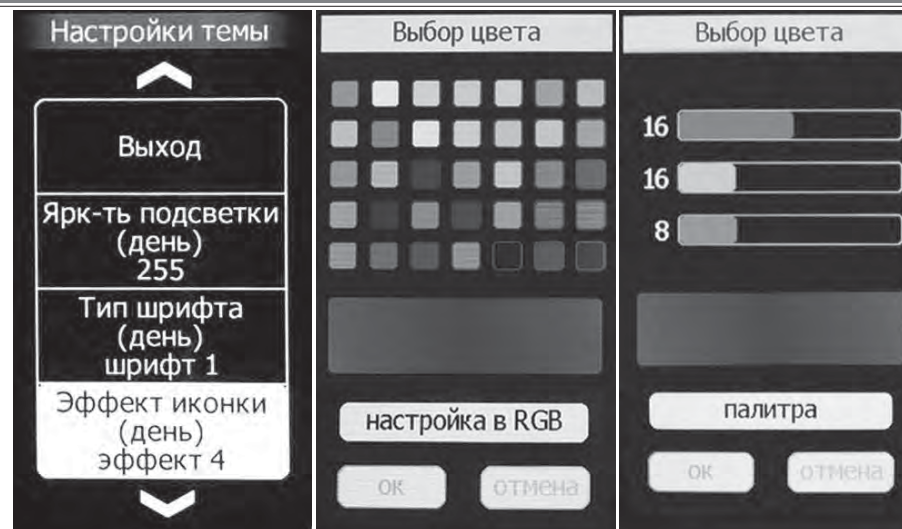 Настройки темы
Выход
Ярк-ть подсветки
(день)
255
Тип шрифта
(день)
шрифт 1
Эффект иконки
(день)
эффект 4
Выбор цвета
настройка в RGB
ок
отмена
Выбор цвета
16
16
8
палитра
ок
отмена